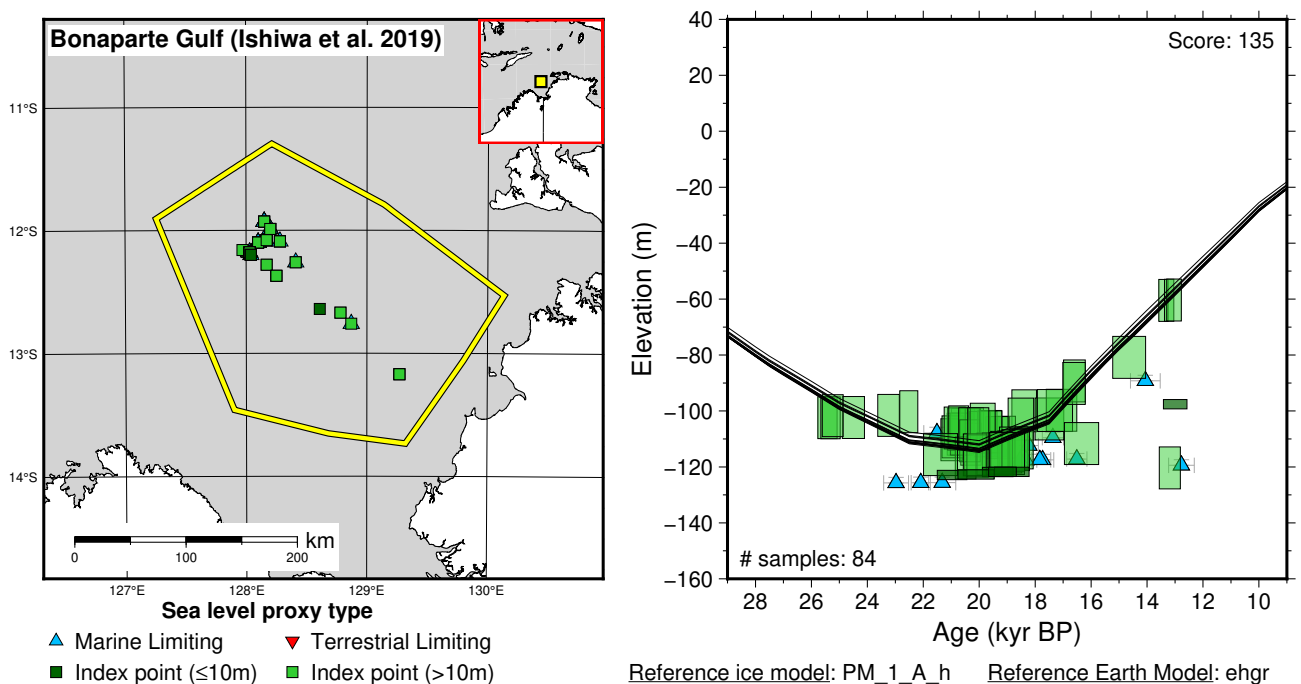 Bonaparte Gulf (Ishiwa et al. 2019)
11°S
12°S
13°S
14°S
km
0 100 200
127°E 128°E 129°E 130°E
Sea level proxy type
Marine Limiting Terrestrial Limiting
Index point (≤10m) Index point (>10m)
Score: 135
40
20
0
−20
−40
−60
−80
−100
−120
−140
−160
Elevation (m)
# samples: 84
28 26 24 22 20 18 16 14 12 10
Age (kyr BP)
Reference ice model: PM_1_A_h Reference Earth Model: ehgr